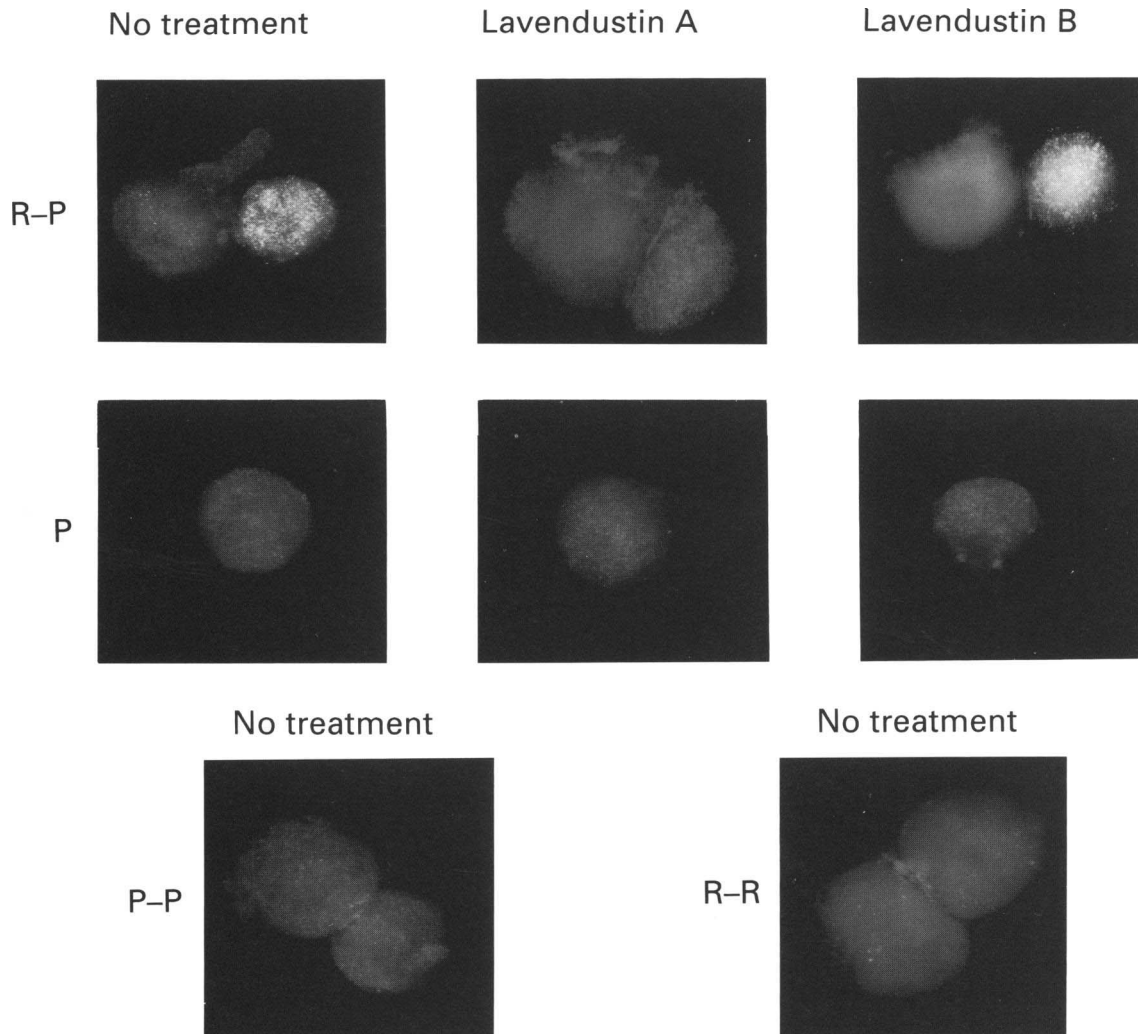 No treatment Lavendustin A Lavendustin B
R–P
P
No treatment No treatment
P–P R–R